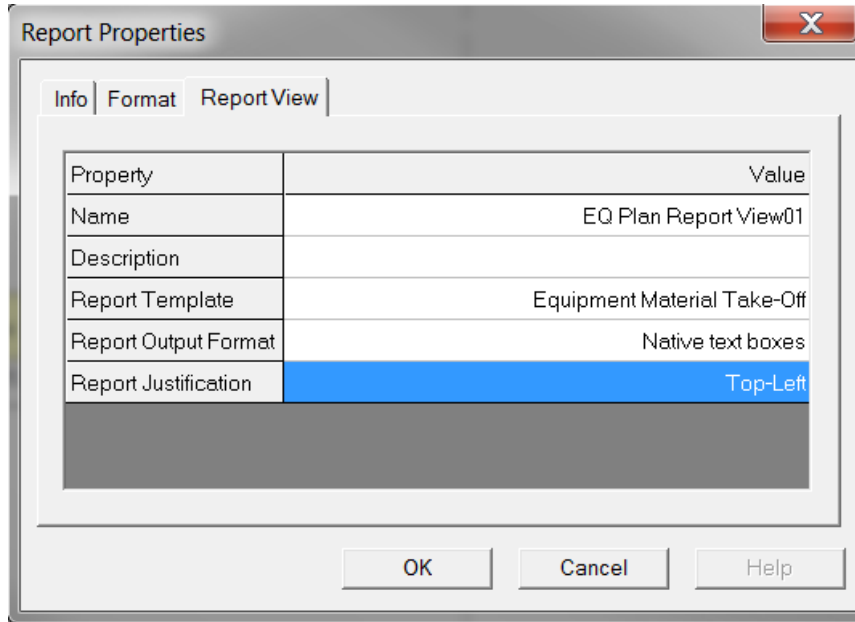 Report Properties
Info Format Report View
Property Value
Name EQ Plan Report View01
Description
Report Template Equipment Material Take-Off
Report Output Format Native text boxes
Report Justification Top-Left
OK Cancel Help